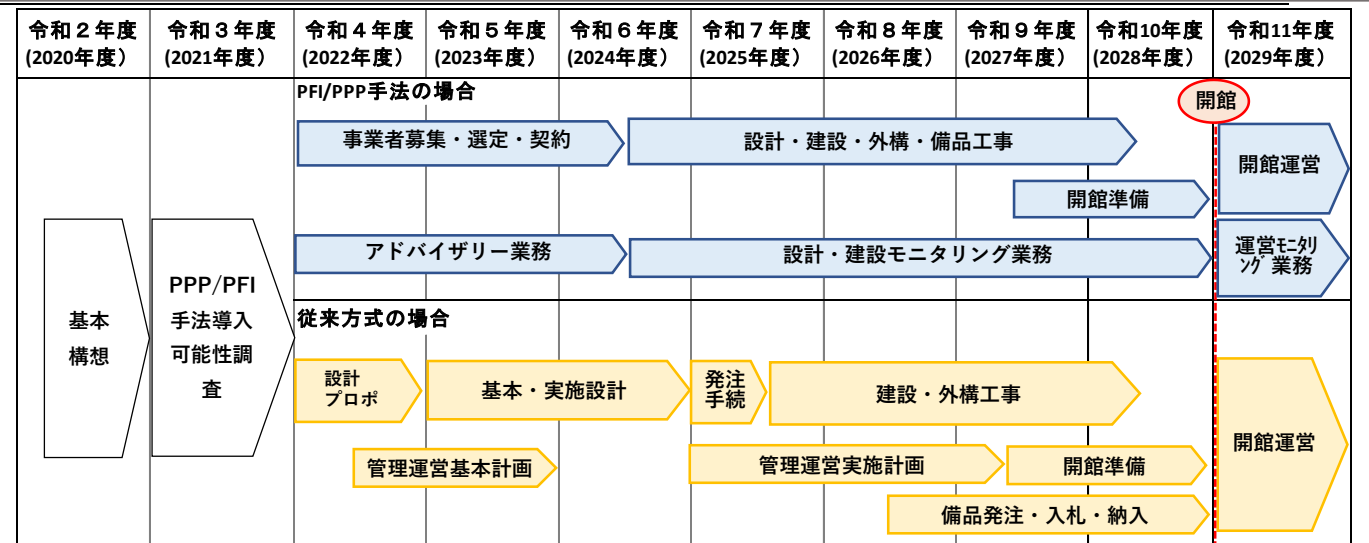 令和２年度
(2020年度）
令和３年度
(2021年度）
令和４年度
(2022年度）
令和５年度
(2023年度）
令和６年度
(2024年度）
令和７年度
(2025年度）
令和８年度
(2026年度）
令和９年度
(2027年度）
令和10年度
(2028年度）
令和11年度
(2029年度）
PFI/PPP手法の場合
開館
事業者募集・選定・契約
設計・建設・外構・備品工事
開館運営
開館準備
アドバイザリー業務
設計・建設モニタリング業務
運営ﾓﾆﾀﾘ
ﾝｸﾞ業務
基本
構想
PPP/PFI
手法導入
可能性調
査
従来方式の場合
設計
プロポ
基本・実施設計
発注
手続
建設・外構工事
開館運営
管理運営基本計画
管理運営実施計画
開館準備
備品発注・入札・納入